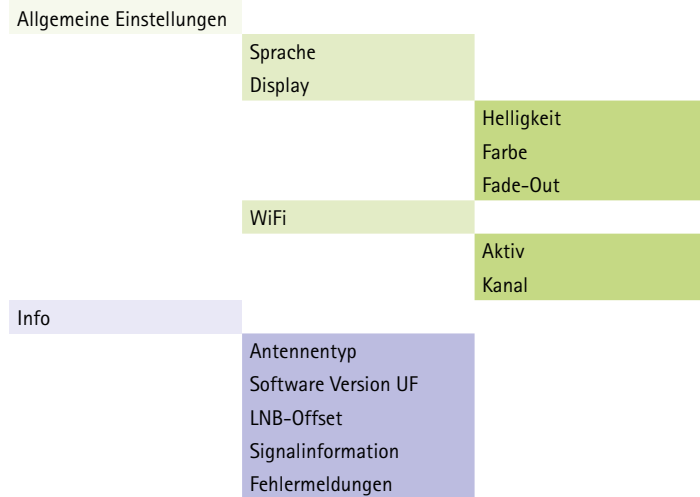 Allgemeine Einstellungen
Sprache
Display
Helligkeit
Farbe
Fade-Out
WiFi
Aktiv
Kanal
Info
Antennentyp
Software Version UF
LNB-Offset
Signalinformation
Fehlermeldungen